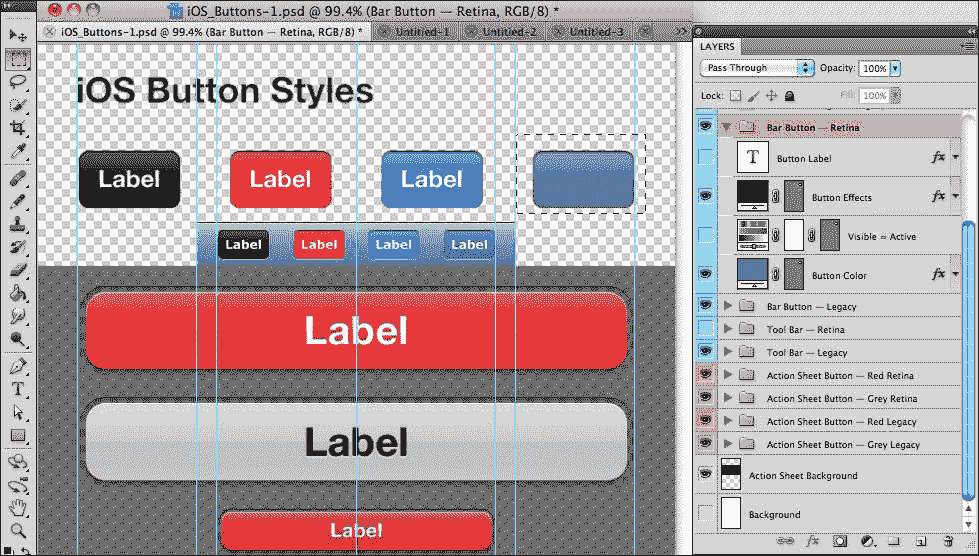 iOS_Buttons-1.psd @ 99.4% (Bar Button — Retina, RGB/8) *
iOS_Buttons-1.psd @ 99.4% (Bar Button — Retina, RGB/8) *
Untitled-1
Untitled-2
Untitled-3
>>
iOS Button Styles
Label
Label
Label
Label
Label
Label
Label
Label
Label
Label
LAYERS
Pass Through
Opacity: 100%
Lock:
Fill: 100%
Bar Button — Retina
T Button Label fx
Button Effects fx
Visible = Active
Button Color fx
Bar Button — Legacy
Tool Bar — Retina
Tool Bar — Legacy
Action Sheet Button — Red Retina
Action Sheet Button — Grey Retina
Action Sheet Button — Red Legacy
Action Sheet Button — Grey Legacy
Action Sheet Background
Background
fx